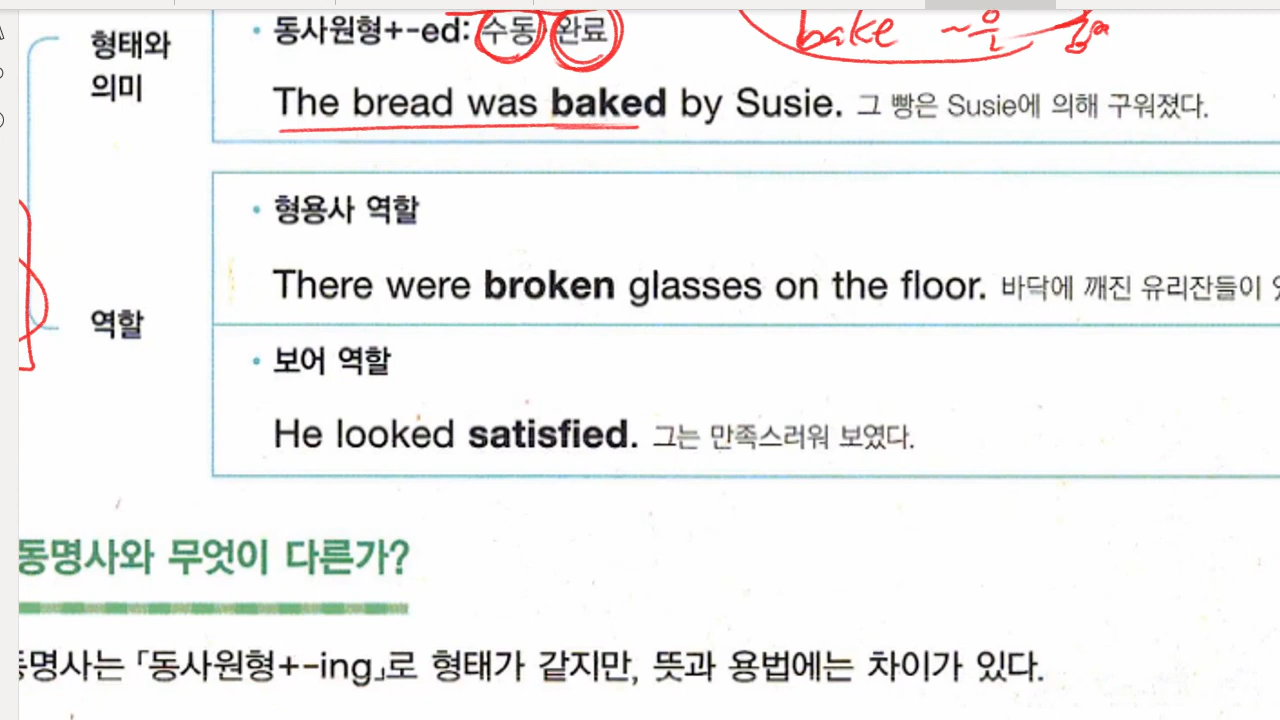 형태와
의미
• 동사원형+-ed: 수동, 완료
bake ~은
The bread was baked by Susie. 그 빵은 Susie에 의해 구워졌다.
• 형용사 역할
There were broken glasses on the floor. 바닥에 깨진 유리잔들이
역할
• 보어 역할
He looked satisfied. 그는 만족스러워 보였다.
동명사와 무엇이 다른가?
동명사는 「동사원형+-ing」로 형태가 같지만, 뜻과 용법에는 차이가 있다.